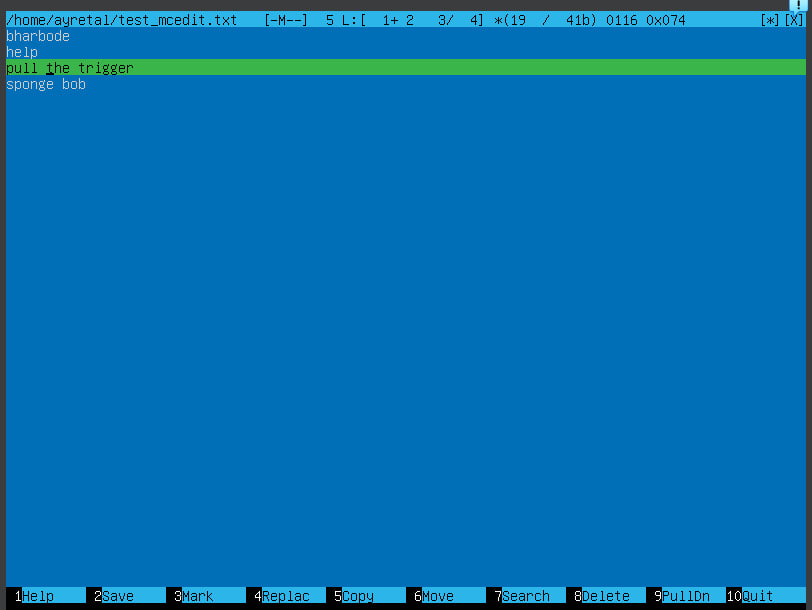 /home/ayretal/test_mcedit.txt   [-M--]  5 L:[  1+ 2   3/  4] *(19  /  41b) 0116 0x074        [*][X]
bharbode
help
pull the trigger
sponge bob
1Help 2Save 3Mark 4Replac 5Copy 6Move 7Search 8Delete 9PullDn 10Quit